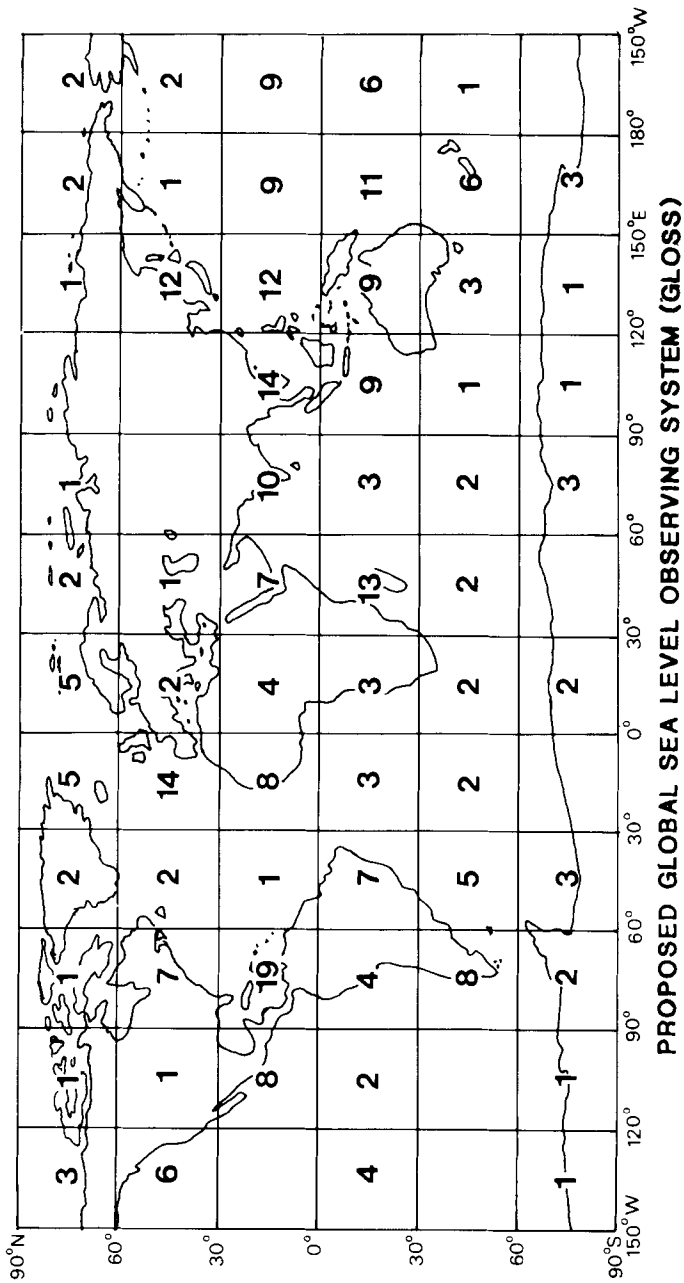 90°N
3 1 1 2 5 5 2 1 1 2 2
60°
6 1 7 2 14 2 1 12 1 2
30°
8 19 1 8 4 7 10 14 12 9 9
0°
4 2 4 7 3 3 13 3 9 9 11 6
30°
8 5 2 2 2 2 1 3 6 1
60°
1 1 2 3 2 3 1 1 3
90°S
150°W 120° 90° 60° 30° 0° 30° 60° 90° 120° 150°E 180° 150°W
PROPOSED GLOBAL SEA LEVEL OBSERVING SYSTEM (GLOSS)